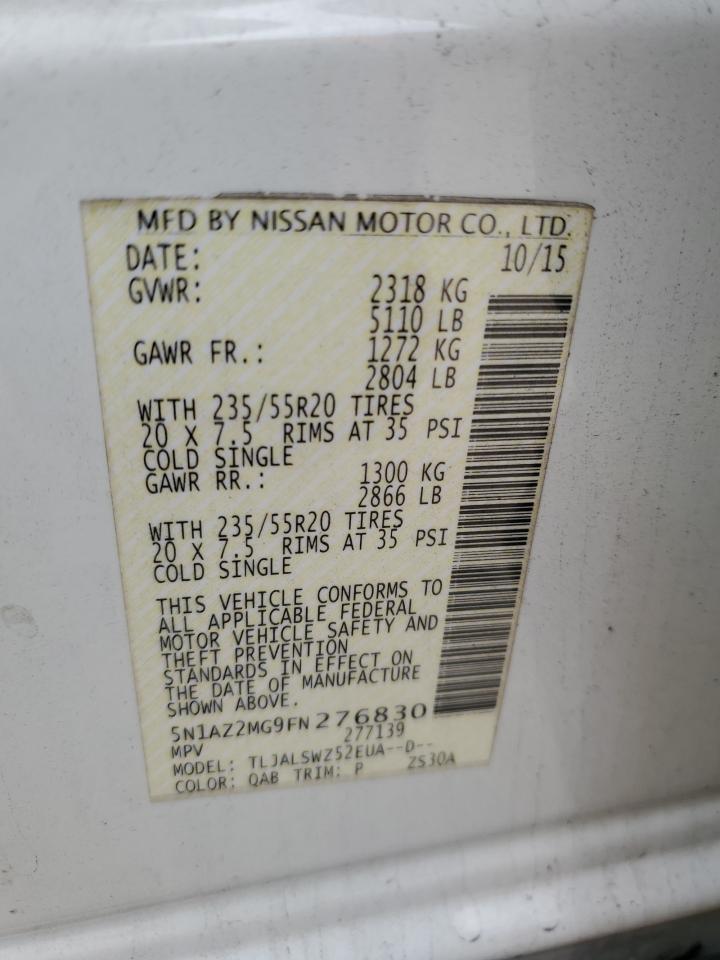 MFD BY NISSAN MOTOR CO., LTD.
DATE: 10/15
GVWR: 2318 KG
5110 LB
GAWR FR.: 1272 KG
2804 LB
WITH 235/55R20 TIRES
20 X 7.5 RIMS AT 35 PSI
COLD SINGLE
GAWR RR.: 1300 KG
2866 LB
WITH 235/55R20 TIRES
20 X 7.5 RIMS AT 35 PSI
COLD SINGLE
THIS VEHICLE CONFORMS TO
ALL APPLICABLE FEDERAL
MOTOR VEHICLE SAFETY AND
THEFT PREVENTION
STANDARDS IN EFFECT ON
THE DATE OF MANUFACTURE
SHOWN ABOVE.
5N1AZ2MG9FN276830
MPV 277139
MODEL: TLJALSWZ52EUA--D--
COLOR: QAB TRIM: P ZS30A